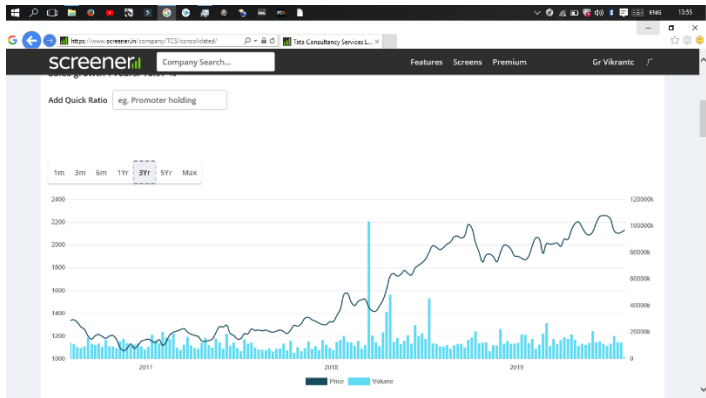 ENG 13:55
https://www.screener.in/company/TCS/consolidated/
Tata Consultancy Services L...
screener
Company Search...
Features Screens Premium Gr Vikrantc
Add Quick Ratio eg. Promoter holding
1m 3m 6m 1Yr 3Yr 5Yr Max
2400 120000k
2200 100000k
2000 80000k
1800 60000k
1600 40000k
1400 20000k
1200 0
1000
2017 2018 2019
Price Volume